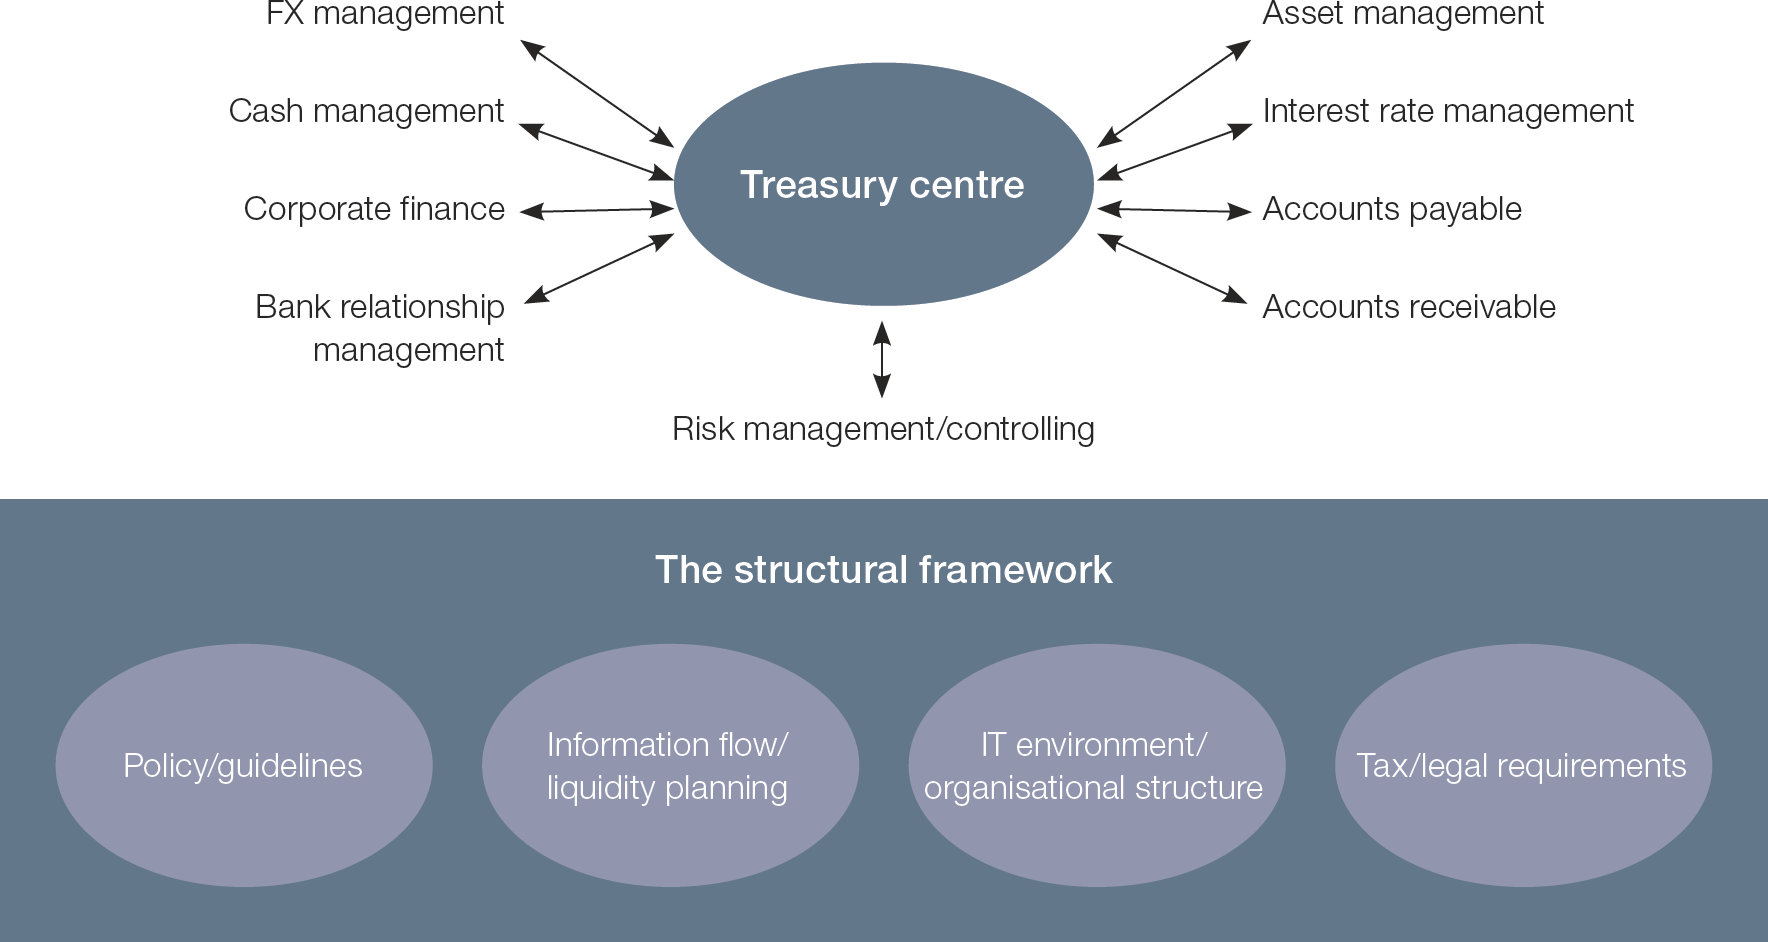 FX management
Cash management
Corporate finance
Bank relationship
management
Treasury centre
Asset management
Interest rate management
Accounts payable
Accounts receivable
Risk management/controlling
The structural framework
Policy/guidelines
Information flow/
liquidity planning
IT environment/
organisational structure
Tax/legal requirements